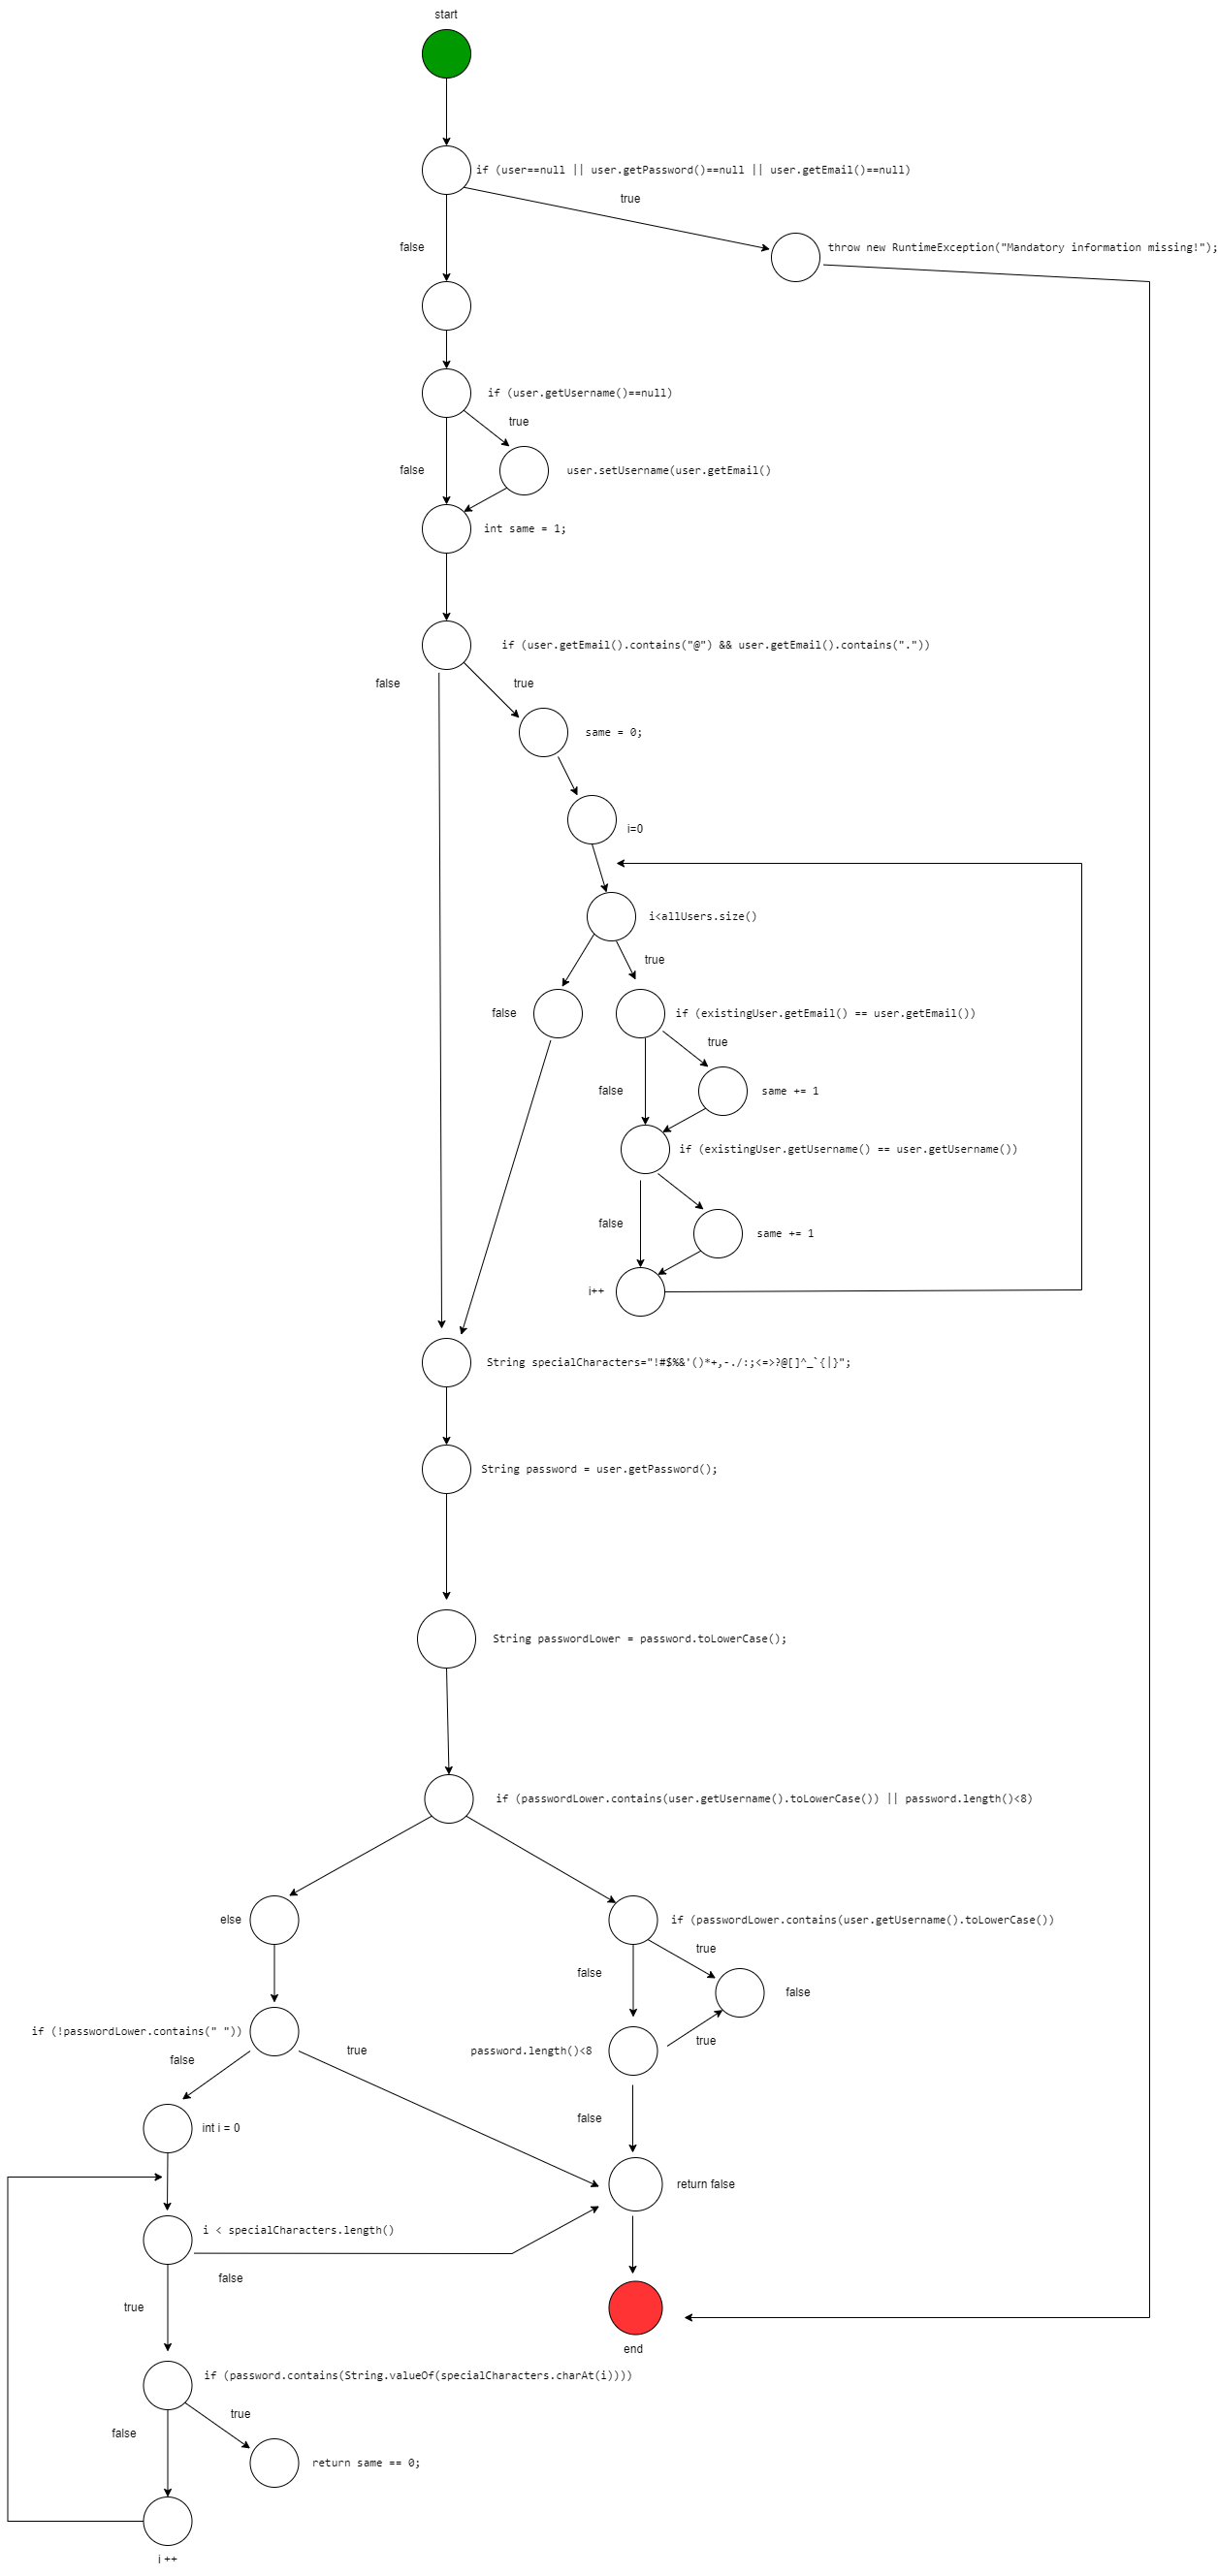 start
if (user==null || user.getPassword()==null || user.getEmail()==null)
true
false
throw new RuntimeException("Mandatory information missing!");
if (user.getUsername()==null)
true
false
user.setUsername(user.getEmail()
int same = 1;
if (user.getEmail().contains("@") && user.getEmail().contains("."))
false
true
same = 0;
i=0
i<allUsers.size()
true
false
if (existingUser.getEmail() == user.getEmail())
true
false
same += 1
if (existingUser.getUsername() == user.getUsername())
false
same += 1
i++
String specialCharacters="!#$%&'()*+,-./:;<=>?@[]^_`{|}";
String password = user.getPassword();
String passwordLower = password.toLowerCase();
if (passwordLower.contains(user.getUsername().toLowerCase()) || password.length()<8)
else
if (passwordLower.contains(user.getUsername().toLowerCase())
true
false
false
if (!passwordLower.contains(" "))
true
password.length()<8
true
false
false
int i = 0
return false
i < specialCharacters.length()
false
true
end
if (password.contains(String.valueOf(specialCharacters.charAt(i))))
true
false
return same == 0;
i ++